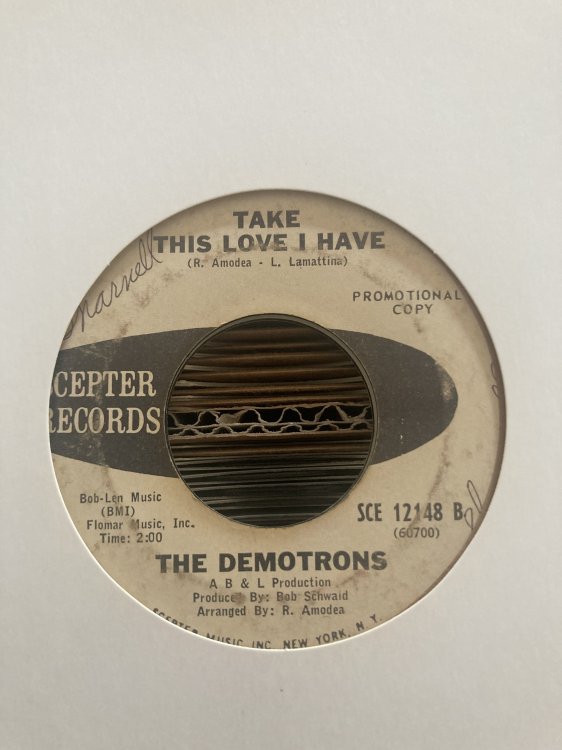 TAKE
THIS LOVE I HAVE
(R. Amodea - L. Lamattina)
PROMOTIONAL
COPY
CEPTER
RECORDS
Bob-Len Music
(BMI)
Flomar Music, Inc.
Time: 2:00
SCE 12148 B
(60700)
THE DEMOTRONS
A B & L Production
Produced By: Bob Schwaid
Arranged By: R. Amodea
SCEPTER MUSIC INC. NEW YORK, N. Y.